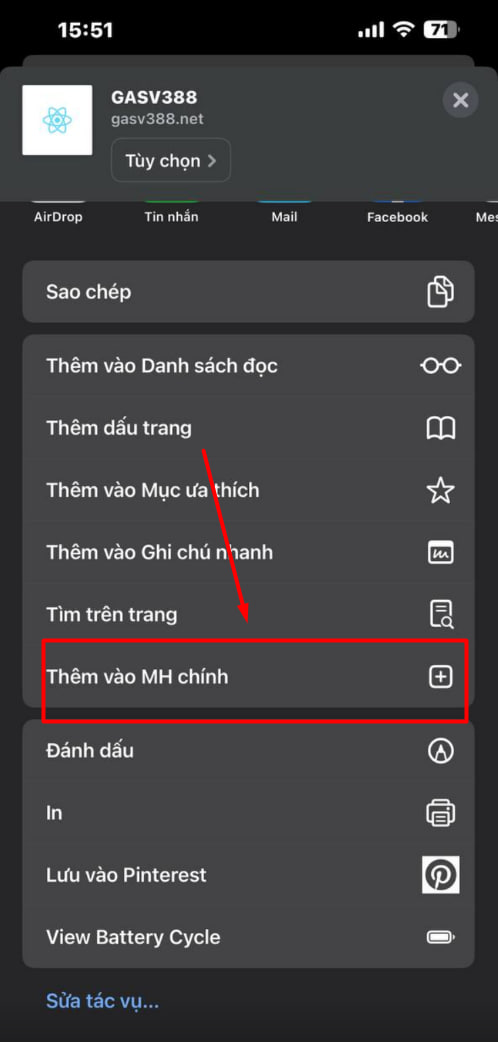 15:51
71
GASV388
gasv388.net
Tùy chọn
AirDrop Tin nhắn Mail Facebook Mes
Sao chép
Thêm vào Danh sách đọc
Thêm dấu trang
Thêm vào Mục ưa thích
Thêm vào Ghi chú nhanh
Tìm trên trang
Thêm vào MH chính
Đánh dấu
In
Lưu vào Pinterest
View Battery Cycle
Sửa tác vụ...